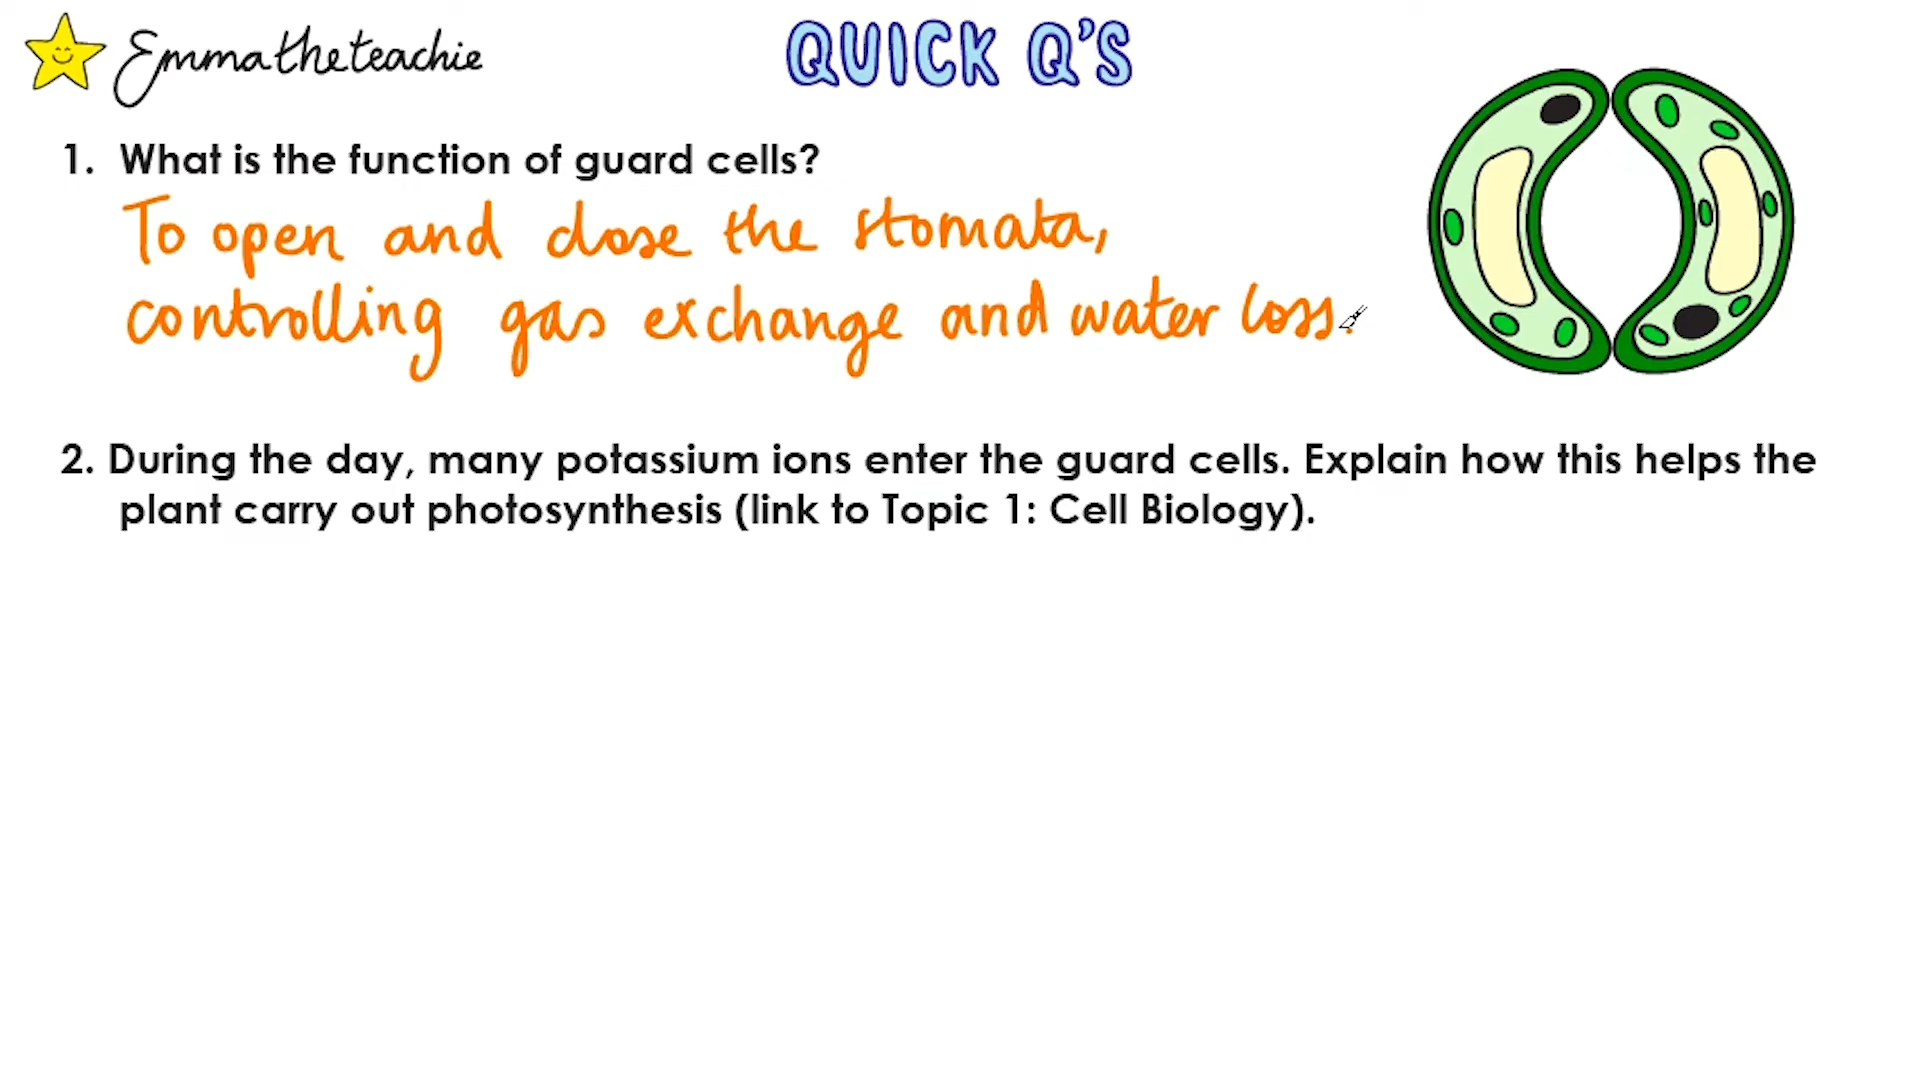 Emmatheteachie
QUICK Q'S
1. What is the function of guard cells?
To open and close the stomata,
controlling gas exchange and water loss.
2. During the day, many potassium ions enter the guard cells. Explain how this helps the
plant carry out photosynthesis (link to Topic 1: Cell Biology).